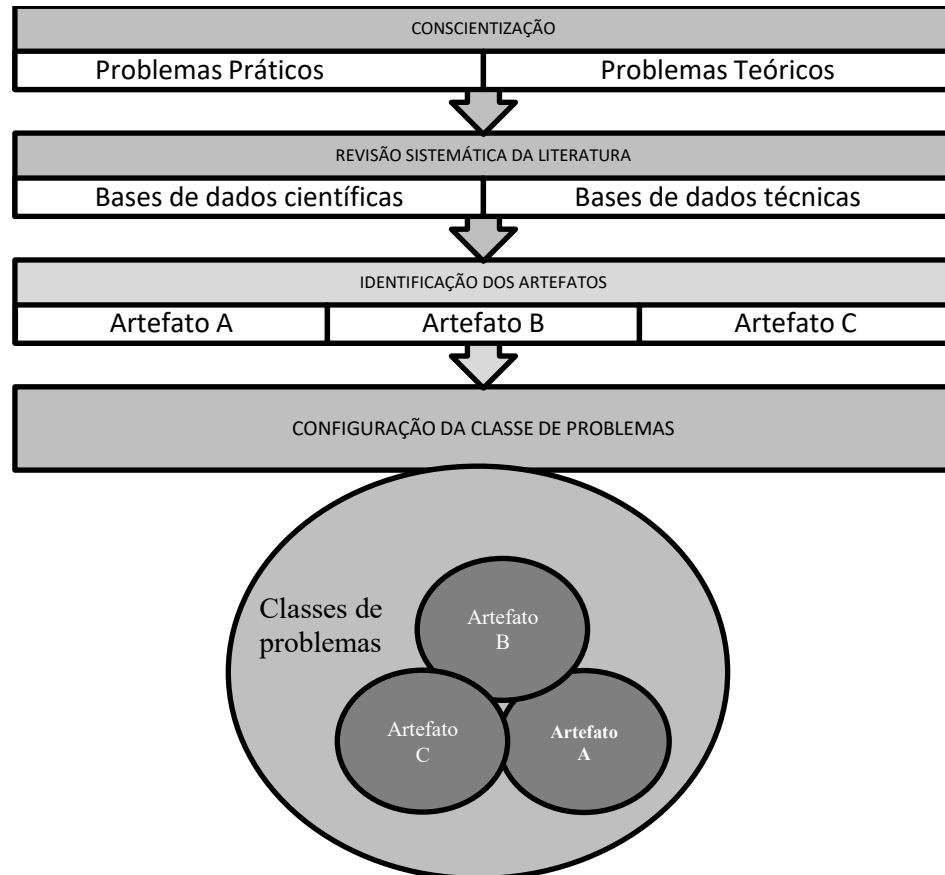 CONSCIENTIZAÇÃO
Problemas Práticos
Problemas Teóricos
REVISÃO SISTEMÁTICA DA LITERATURA
Bases de dados científicas
Bases de dados técnicas
IDENTIFICAÇÃO DOS ARTEFATOS
Artefato A
Artefato B
Artefato C
CONFIGURAÇÃO DA CLASSE DE PROBLEMAS
Classes de
problemas
Artefato
B
Artefato
C
Artefato
A